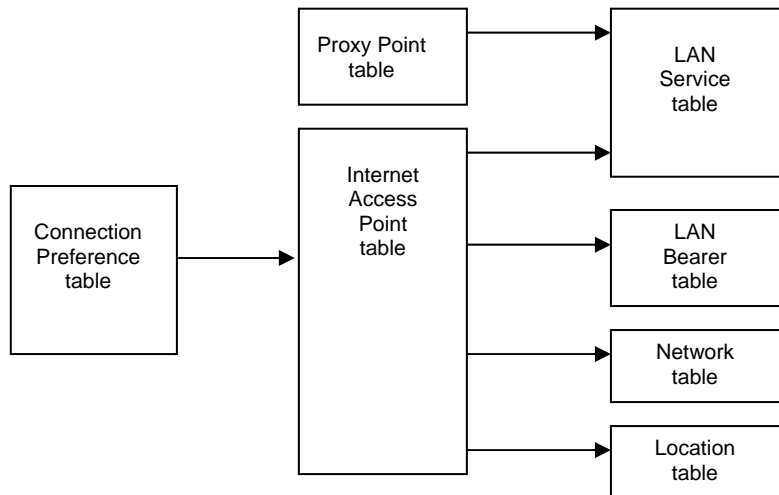 Proxy Point
table
LAN
Service
table
Internet
Access
Point
table
Connection
Preference
table
LAN
Bearer
table
Network
table
Location
table